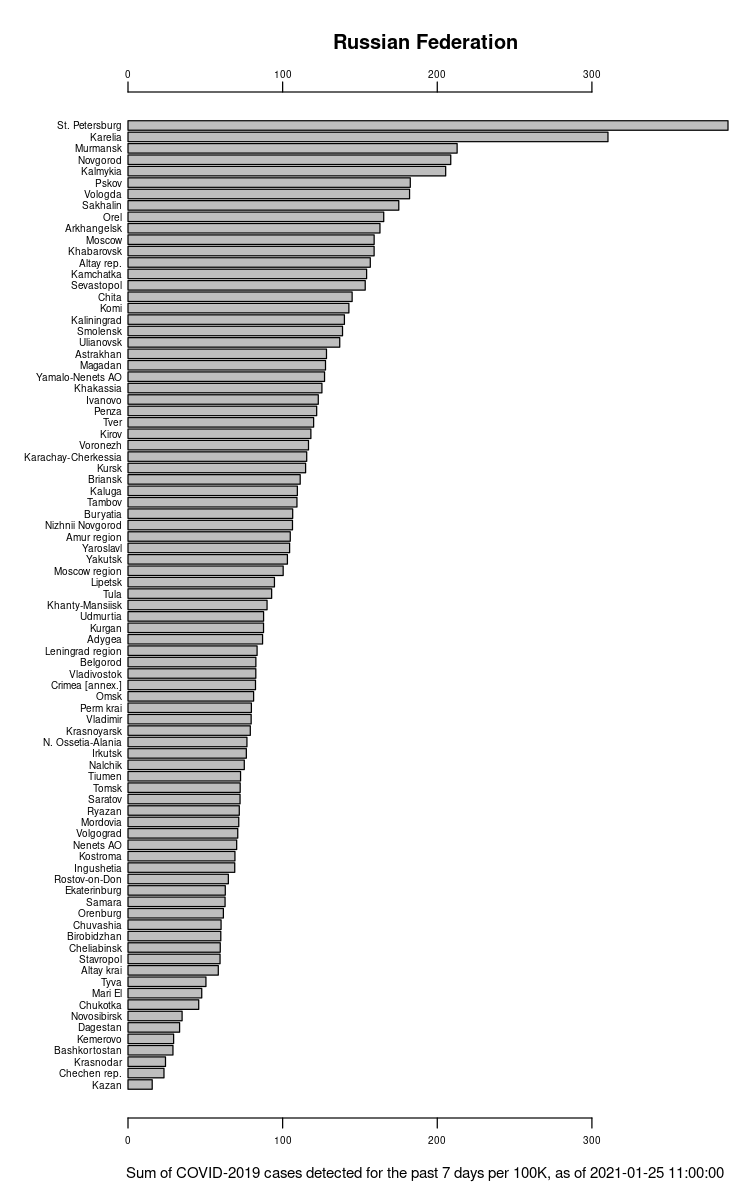 Russian Federation
0 100 200 300
St. Petersburg
Karelia
Murmansk
Novgorod
Kalmykia
Pskov
Vologda
Sakhalin
Orel
Arkhangelsk
Moscow
Khabarovsk
Altay rep.
Kamchatka
Sevastopol
Chita
Komi
Kaliningrad
Smolensk
Ulianovsk
Astrakhan
Magadan
Yamalo-Nenets AO
Khakassia
Ivanovo
Penza
Tver
Kirov
Voronezh
Karachay-Cherkessia
Kursk
Briansk
Kaluga
Tambov
Buryatia
Nizhnii Novgorod
Amur region
Yaroslavl
Yakutsk
Moscow region
Lipetsk
Tula
Khanty-Mansiisk
Udmurtia
Kurgan
Adygea
Leningrad region
Belgorod
Vladivostok
Crimea [annex.]
Omsk
Perm krai
Vladimir
Krasnoyarsk
N. Ossetia-Alania
Irkutsk
Nalchik
Tiumen
Tomsk
Saratov
Ryazan
Mordovia
Volgograd
Nenets AO
Kostroma
Ingushetia
Rostov-on-Don
Ekaterinburg
Samara
Orenburg
Chuvashia
Birobidzhan
Cheliabinsk
Stavropol
Altay krai
Tyva
Mari El
Chukotka
Novosibirsk
Dagestan
Kemerovo
Bashkortostan
Krasnodar
Chechen rep.
Kazan
0 100 200 300
Sum of COVID-2019 cases detected for the past 7 days per 100K, as of 2021-01-25 11:00:00